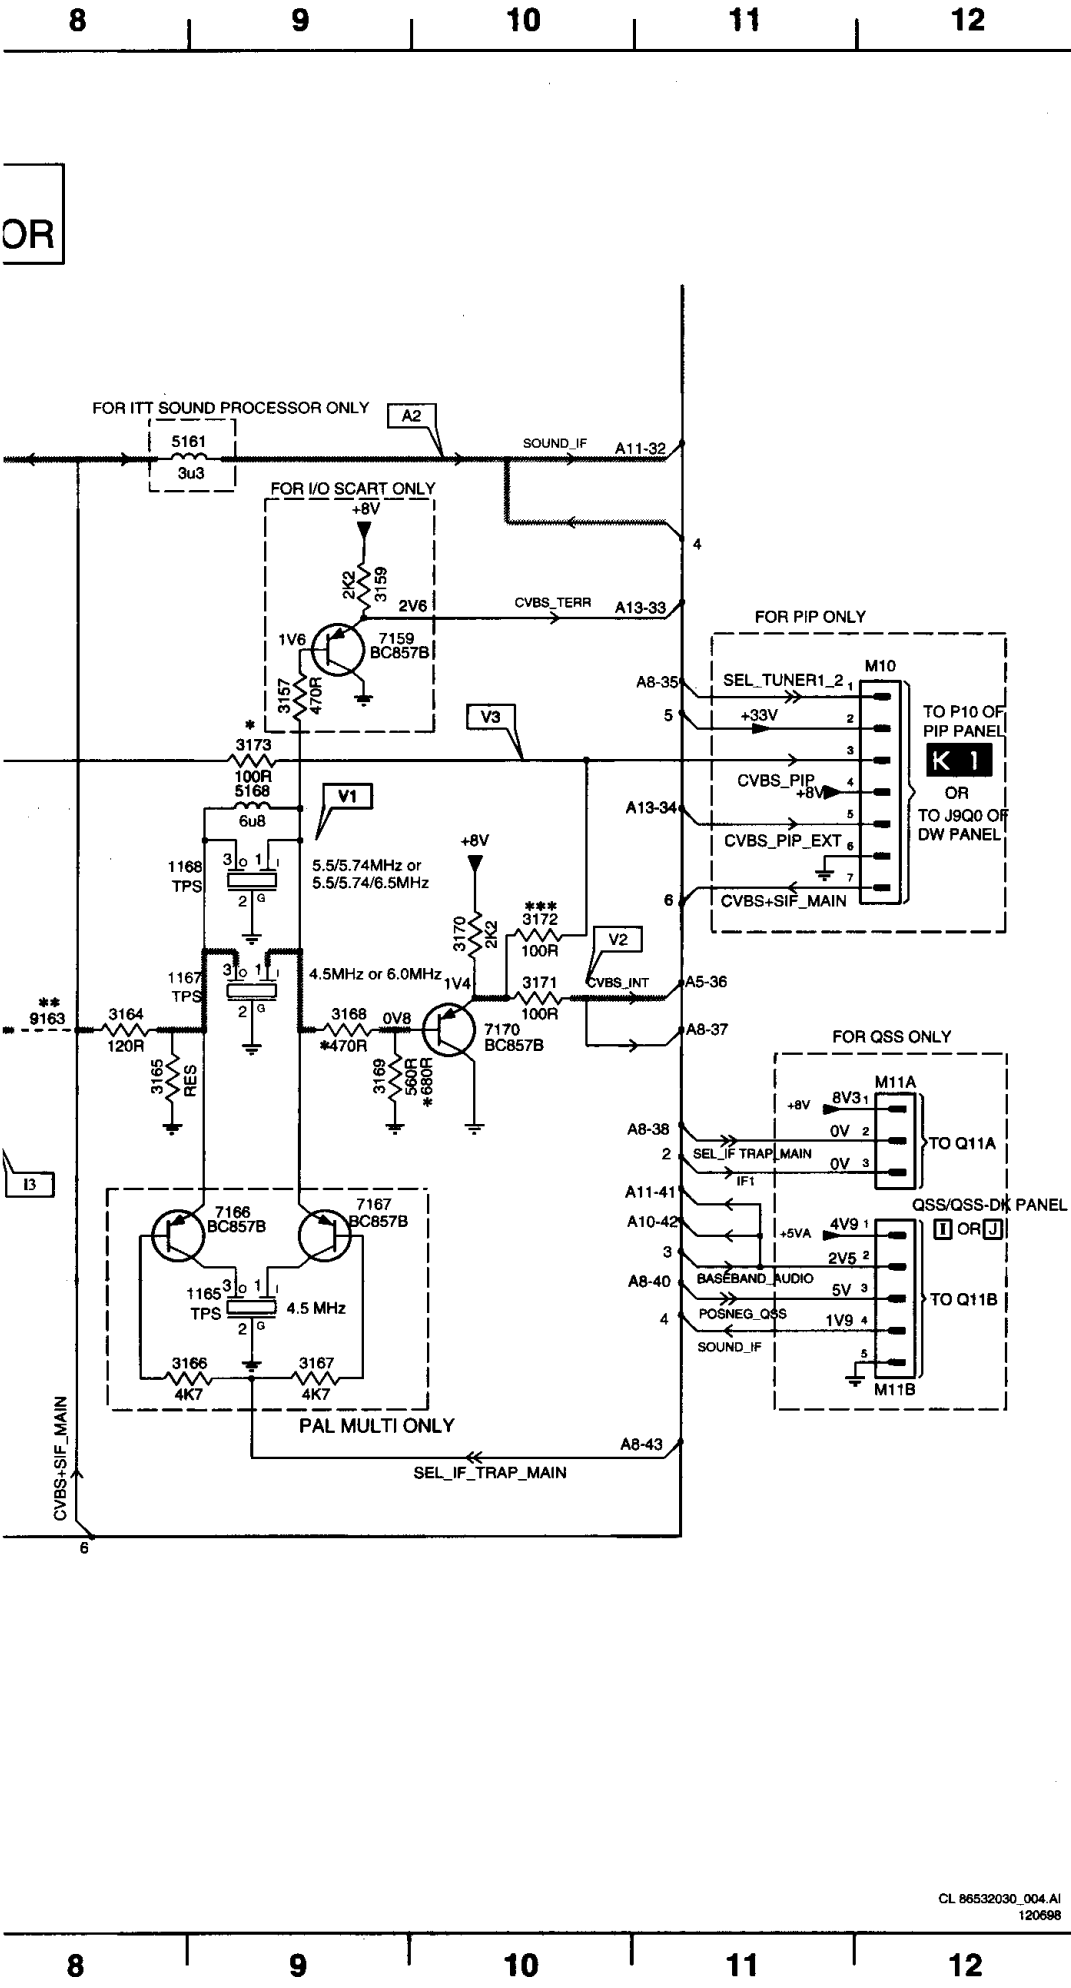 8 9 10 11 12
OR
FOR ITT SOUND PROCESSOR ONLY
A2
5161
3u3
SOUND_IF
A11-32
FOR I/O SCART ONLY
+8V
4
2K2
3159
2V6
CVBS_TERR
A13-33
1V6
7159
BC857B
3157
470R
FOR PIP ONLY
M10
A8-35
SEL_TUNER1_2
1
5
+33V
2
TO P10 OF
PIP PANEL
K 1
OR
TO J9Q0 OF
DW PANEL
V3
*
3173
100R
3
CVBS_PIP
+8V
4
5168
6u8
V1
A13-34
5
CVBS_PIP_EXT
6
+8V
1168
TPS
3 O 1 I
2 G
5.5/5.74MHz or
5.5/5.74/6.5MHz
7
6
CVBS+SIF_MAIN
3170
2K2
***
3172
100R
V2
1167
TPS
3 O 1 I
2 G
4.5MHz or 6.0MHz
1V4
3171
100R
CVBS_INT
A5-36
**
9163
3164
120R
3168
*470R
0V8
7170
BC857B
A8-37
3165
RES
3169
560R
*680R
FOR QSS ONLY
M11A
+8V
8V3
1
A8-38
0V
2
TO Q11A
SEL_IF TRAP_MAIN
2
0V
3
IF1
I3
A11-41
QSS/QSS-DK PANEL
I OR J
7166
BC857B
7167
BC857B
A10-42
+5VA
4V9
1
3
2V5
2
BASEBAND_AUDIO
A8-40
5V
3
TO Q11B
POSNEG_QSS
4
1V9
4
SOUND_IF
5
M11B
1165
TPS
3 O 1 I
2 G
4.5 MHz
3166
4K7
3167
4K7
PAL MULTI ONLY
CVBS+SIF_MAIN
A8-43
SEL_IF_TRAP_MAIN
6
CL 86532030_004.AI
120698
8 9 10 11 12